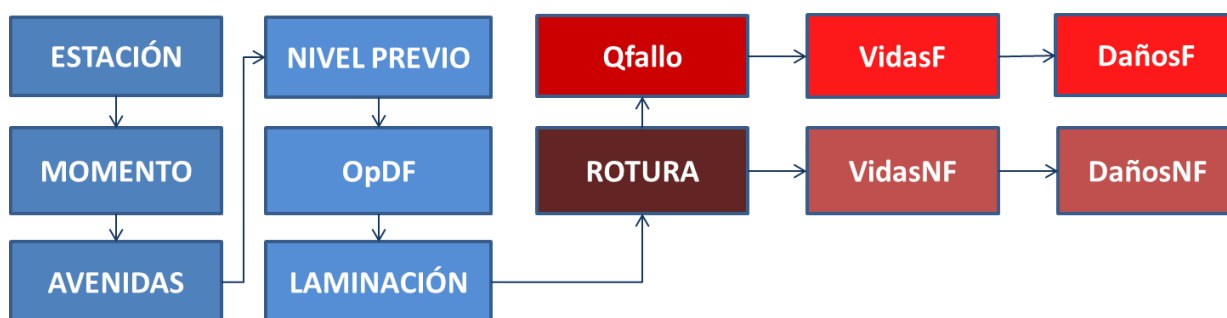 ESTACIÓN
MOMENTO
AVENIDAS
NIVEL PREVIO
OpDF
LAMINACIÓN
Qfallo
ROTURA
VidasF
DañosF
VidasNF
DañosNF